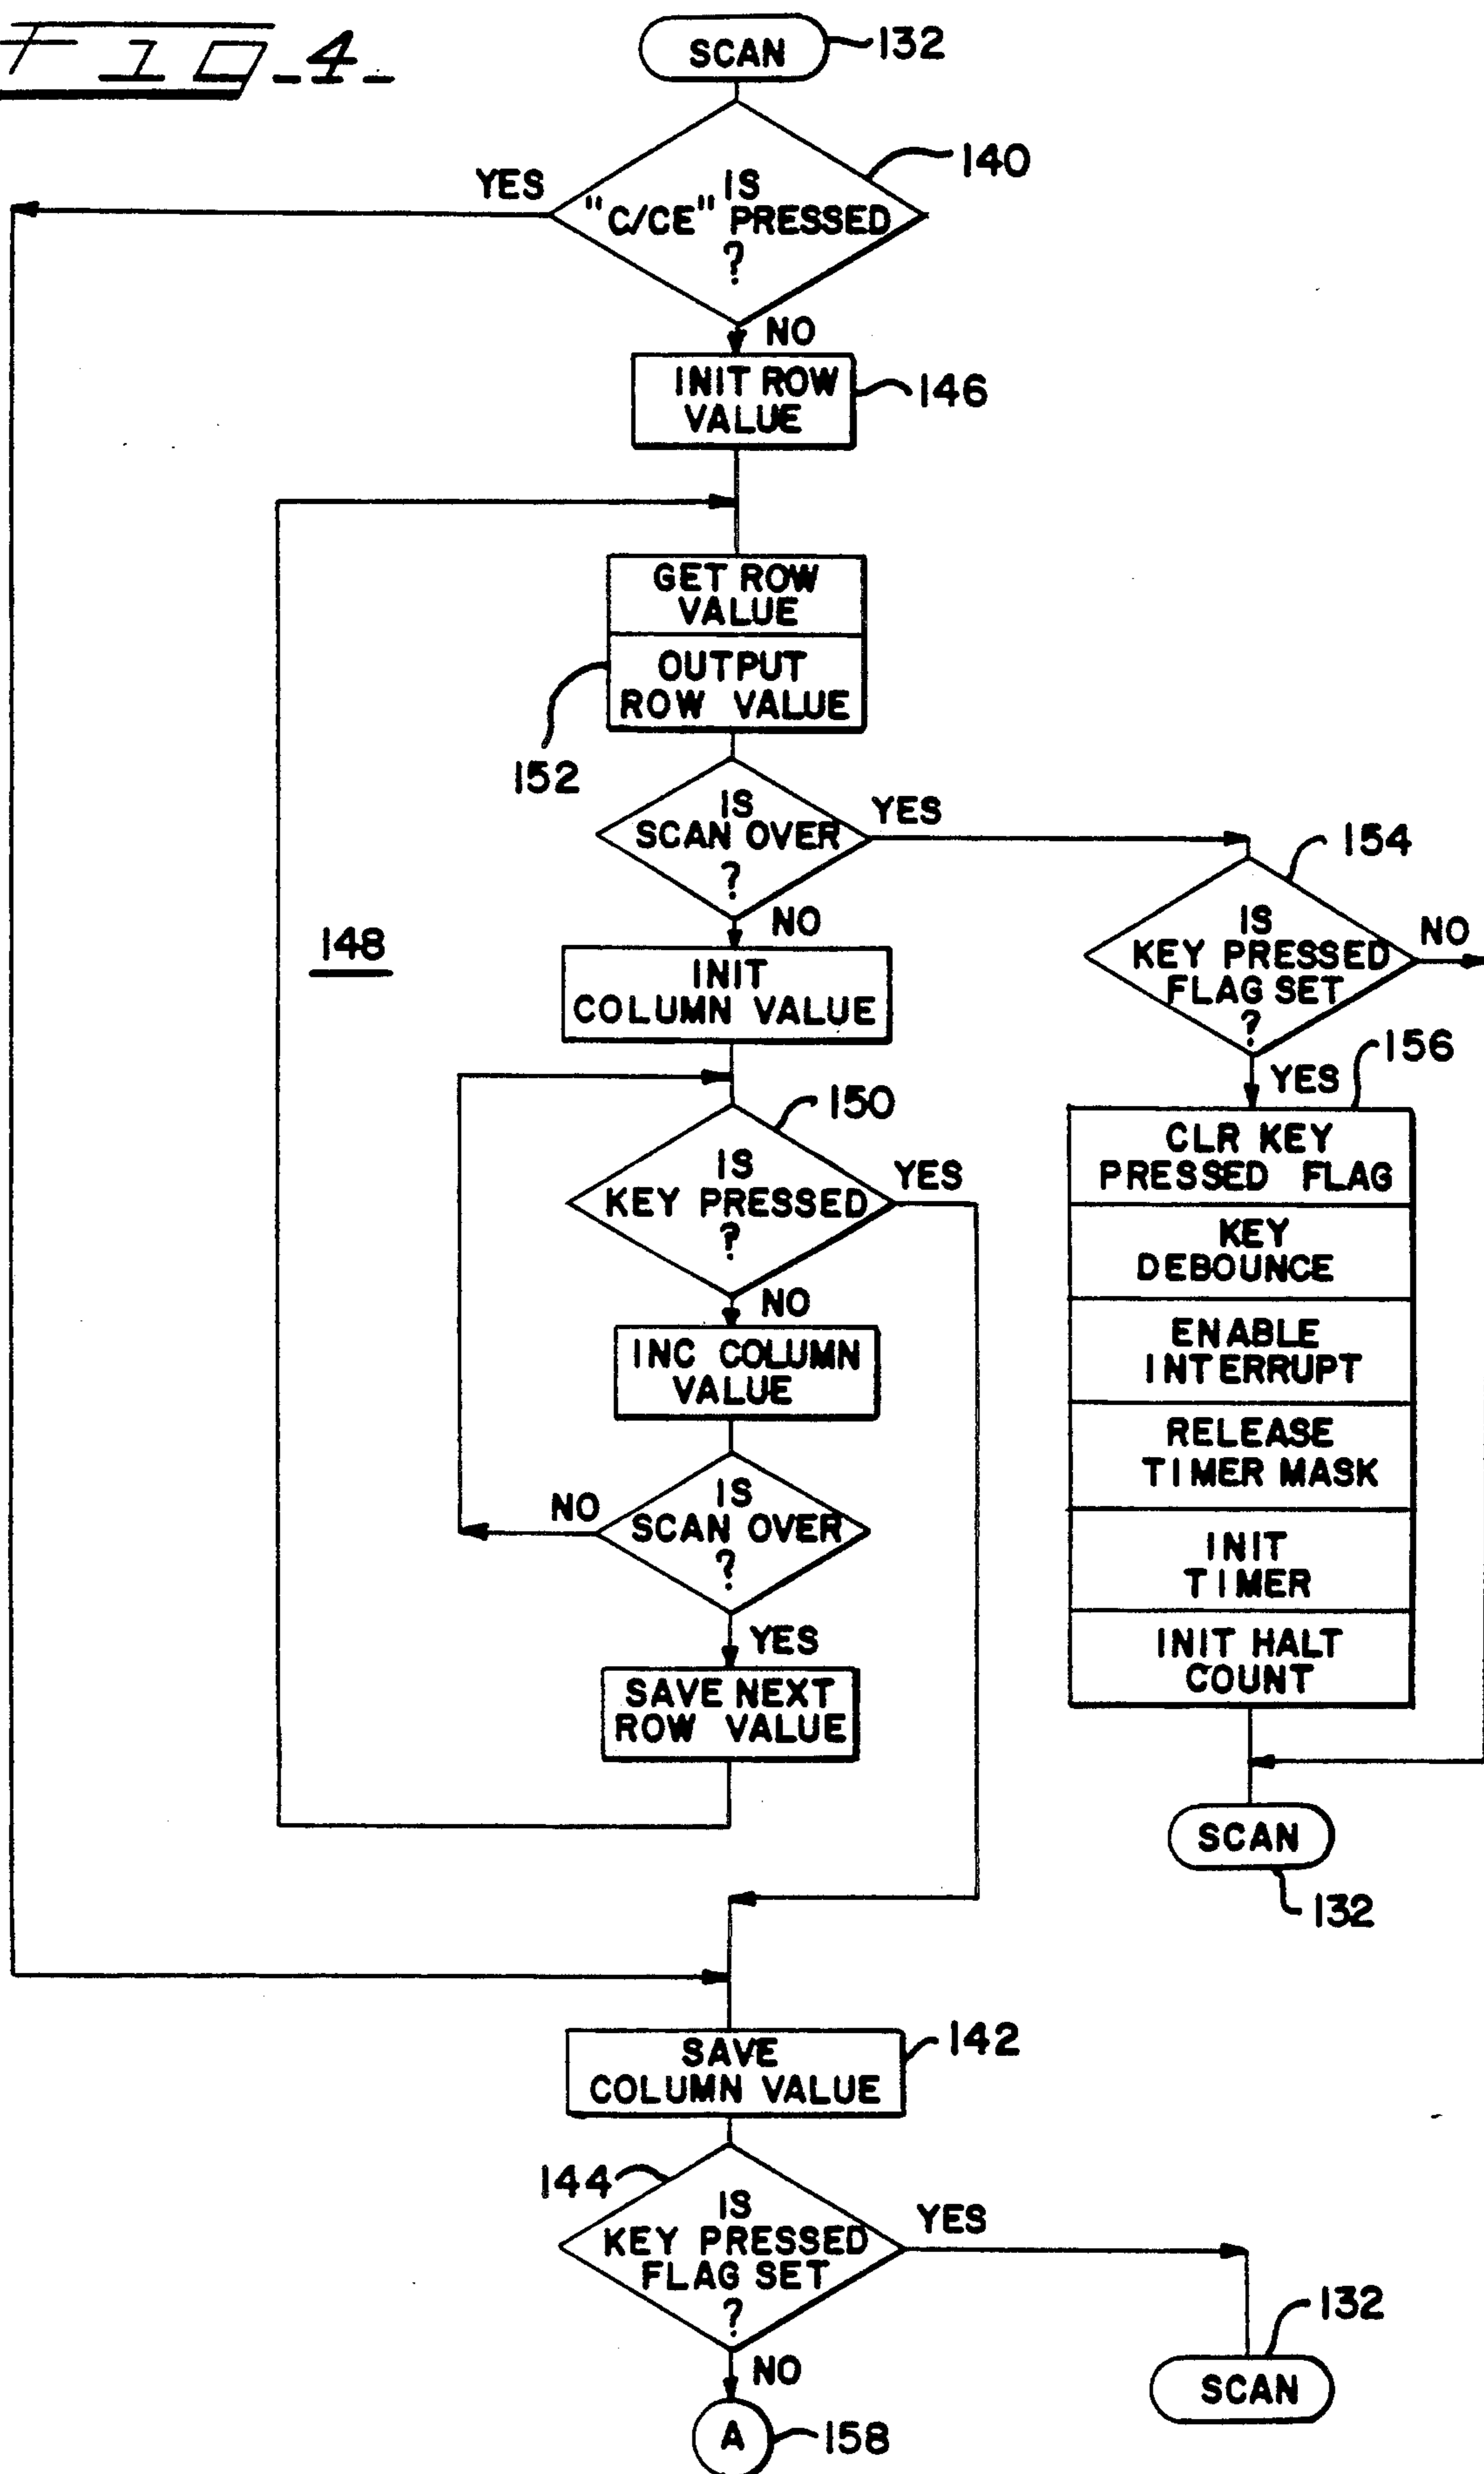 FIG-4-
SCAN
132
IS
"C/CE" PRESSED
?
140
YES
NO
INIT ROW
VALUE
146
GET ROW
VALUE
OUTPUT
ROW VALUE
152
IS
SCAN OVER
?
YES
NO
154
IS
KEY PRESSED
FLAG SET
?
NO
YES
148
INIT
COLUMN VALUE
150
IS
KEY PRESSED
?
YES
NO
INC COLUMN
VALUE
IS
SCAN OVER
?
NO
YES
SAVE NEXT
ROW VALUE
156
CLR KEY
PRESSED FLAG
KEY
DEBOUNCE
ENABLE
INTERRUPT
RELEASE
TIMER MASK
INIT
TIMER
INIT HALT
COUNT
SCAN
132
SAVE
COLUMN VALUE
142
144
IS
KEY PRESSED
FLAG SET
?
YES
NO
132
SCAN
A
158